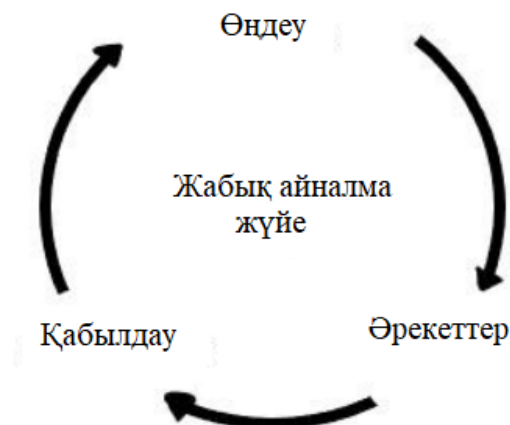 Өңдеу
Жабық айналма
жүйе
Қабылдау
Әрекеттер